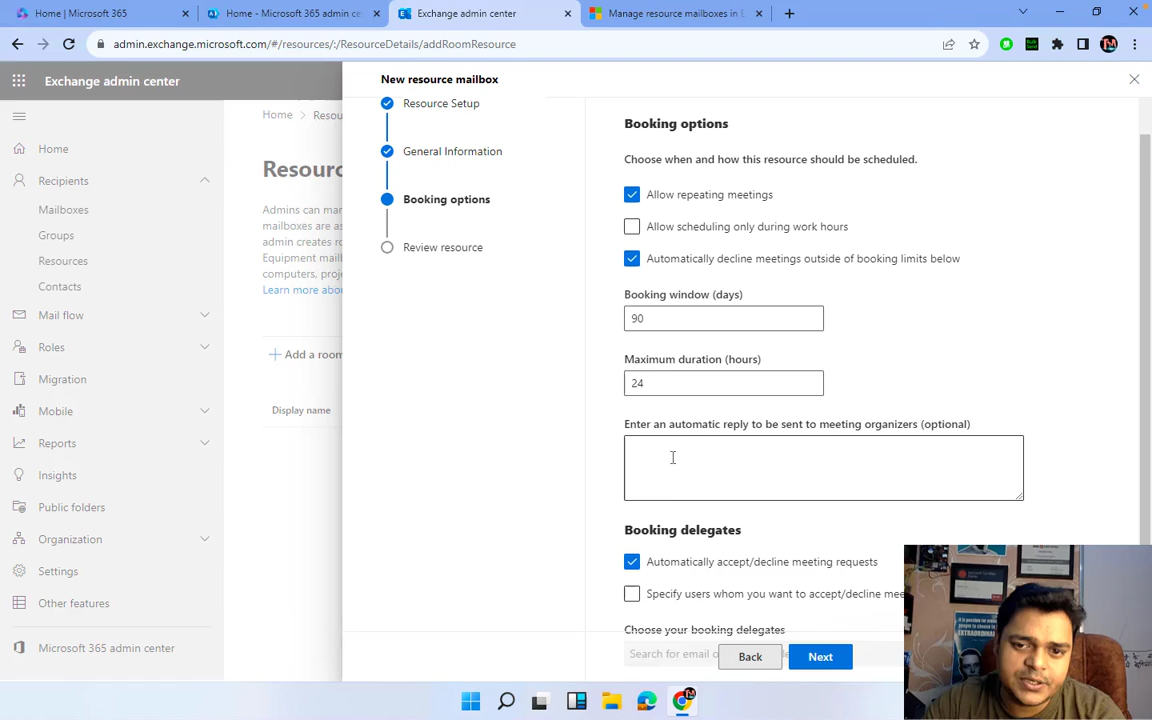 Home | Microsoft 365
Home - Microsoft 365 admin ce
Exchange admin center
Manage resource mailboxes in E
admin.exchange.microsoft.com/#/resources/:/ResourceDetails/addRoomResource
Exchange admin center
New resource mailbox
Resource Setup
General Information
Booking options
Review resource
Home
Recipients
Mailboxes
Groups
Resources
Contacts
Mail flow
Roles
Migration
Mobile
Reports
Insights
Public folders
Organization
Settings
Other features
Microsoft 365 admin center
Home > Resou
Resourc
Admins can mar
mailboxes are as
admin creates ro
Equipment mail
computers, proj
Learn more abou
Add a room
Display name
Booking options
Choose when and how this resource should be scheduled.
Allow repeating meetings
Allow scheduling only during work hours
Automatically decline meetings outside of booking limits below
Booking window (days)
90
Maximum duration (hours)
24
Enter an automatic reply to be sent to meeting organizers (optional)
Booking delegates
Automatically accept/decline meeting requests
Specify users whom you want to accept/decline mee
Choose your booking delegates
Search for email
Back
Next
EXTRAORDINAR